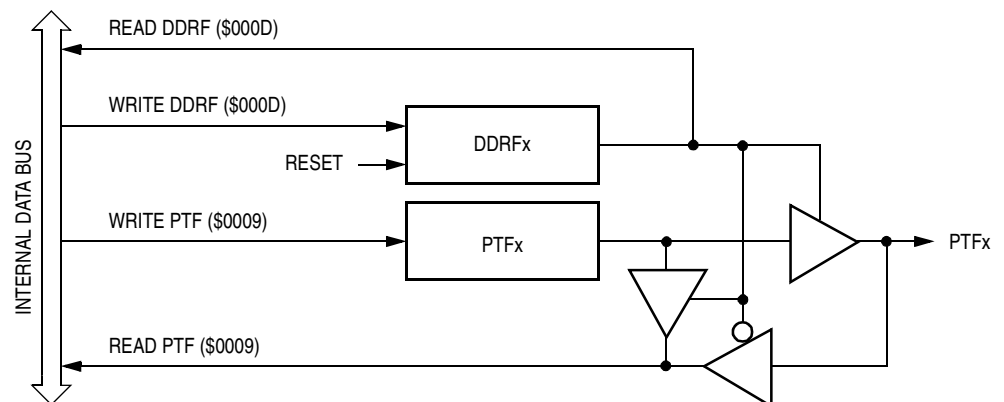 READ DDRF ($000D)
WRITE DDRF ($000D)
DDRFx
RESET
INTERNAL DATA BUS
WRITE PTF ($0009)
PTFx
PTFx
READ PTF ($0009)